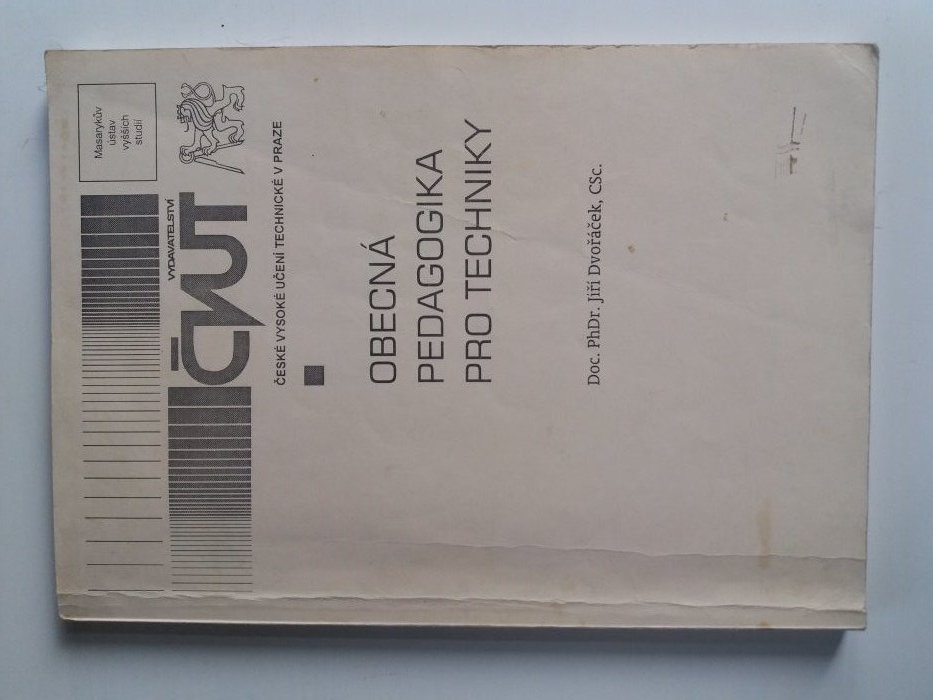 Masarykův
ústav
vyšších
studií
VYDAVATELSTVÍ
ČVUT
ČESKÉ VYSOKÉ UČENÍ TECHNICKÉ V PRAZE
OBECNÁ
PEDAGOGIKA
PRO TECHNIKY
Doc. PhDr. Jiří Dvořáček, CSc.